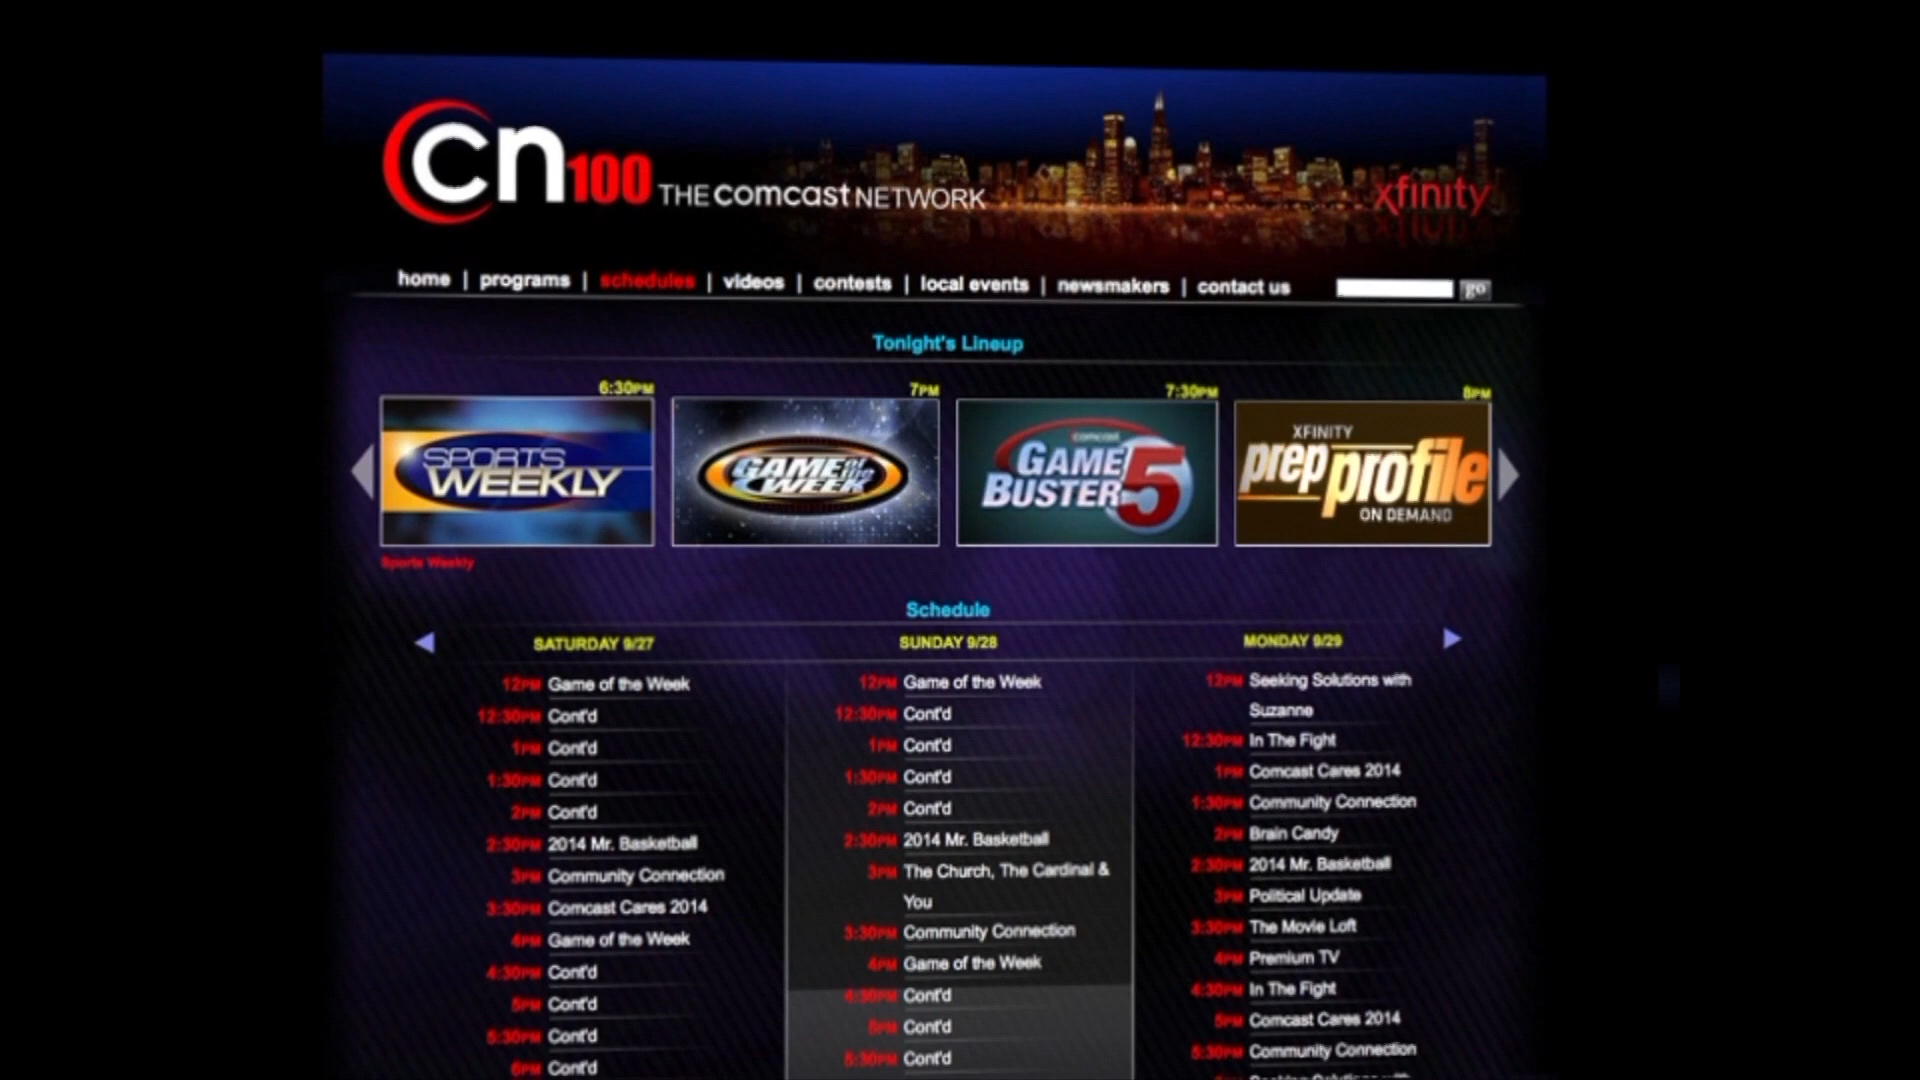 cn100 THE comcast NETWORK
xfinity
home | programs | schedules | videos | contests | local events | newsmakers | contact us
go
Tonight's Lineup
6:30PM 7PM 7:30PM 8PM
SPORTS WEEKLY
GAME of the WEEK
comcast GAME BUSTER 5
XFINITY prep profile ON DEMAND
Sports Weekly
Schedule
SATURDAY 9/27
12PM Game of the Week
12:30PM Cont'd
1PM Cont'd
1:30PM Cont'd
2PM Cont'd
2:30PM 2014 Mr. Basketball
3PM Community Connection
3:30PM Comcast Cares 2014
4PM Game of the Week
4:30PM Cont'd
5PM Cont'd
5:30PM Cont'd
6PM Cont'd
SUNDAY 9/28
12PM Game of the Week
12:30PM Cont'd
1PM Cont'd
1:30PM Cont'd
2PM Cont'd
2:30PM 2014 Mr. Basketball
3PM The Church, The Cardinal &
You
3:30PM Community Connection
4PM Game of the Week
4:30PM Cont'd
5PM Cont'd
5:30PM Cont'd
MONDAY 9/29
12PM Seeking Solutions with
Suzanne
12:30PM In The Fight
1PM Comcast Cares 2014
1:30PM Community Connection
2PM Brain Candy
2:30PM 2014 Mr. Basketball
3PM Political Update
3:30PM The Movie Loft
4PM Premium TV
4:30PM In The Fight
5PM Comcast Cares 2014
5:30PM Community Connection